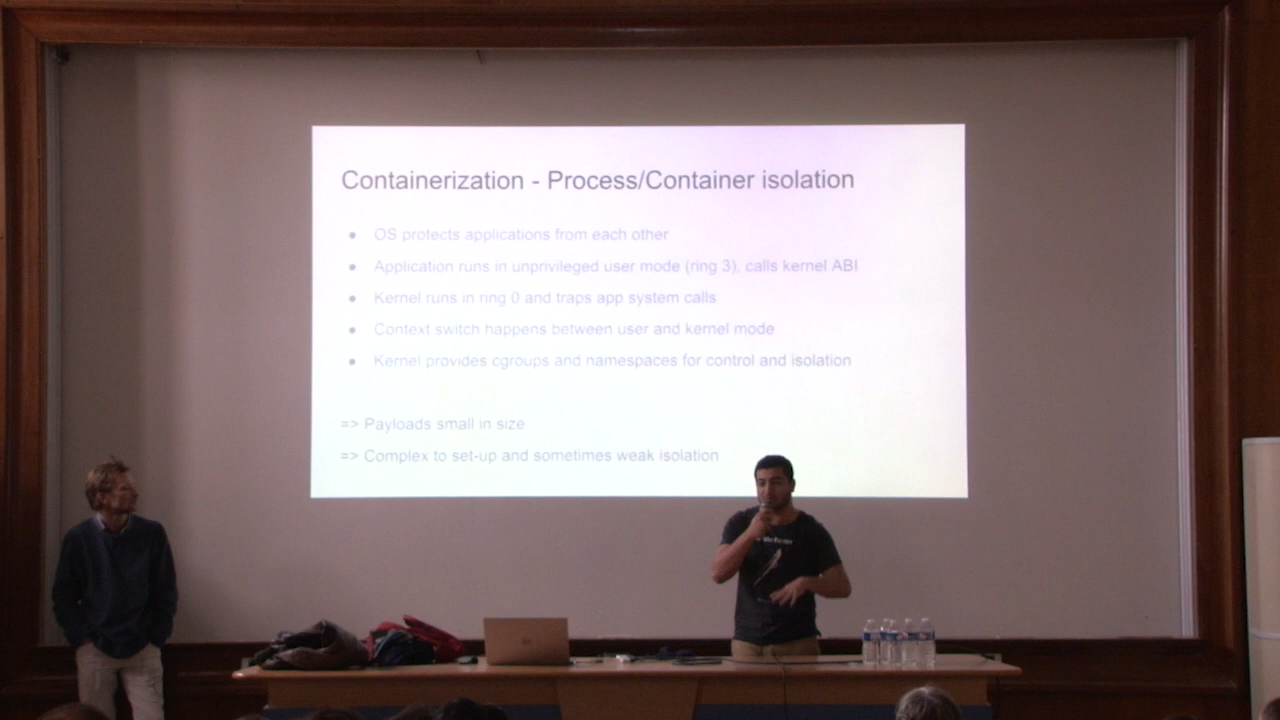 Containerization - Process/Container isolation
● OS protects applications from each other
● Application runs in unprivileged user mode (ring 3), calls kernel ABI
● Kernel runs in ring 0 and traps app system calls
● Context switch happens between user and kernel mode
● Kernel provides cgroups and namespaces for control and isolation
=> Payloads small in size
=> Complex to set-up and sometimes weak isolation